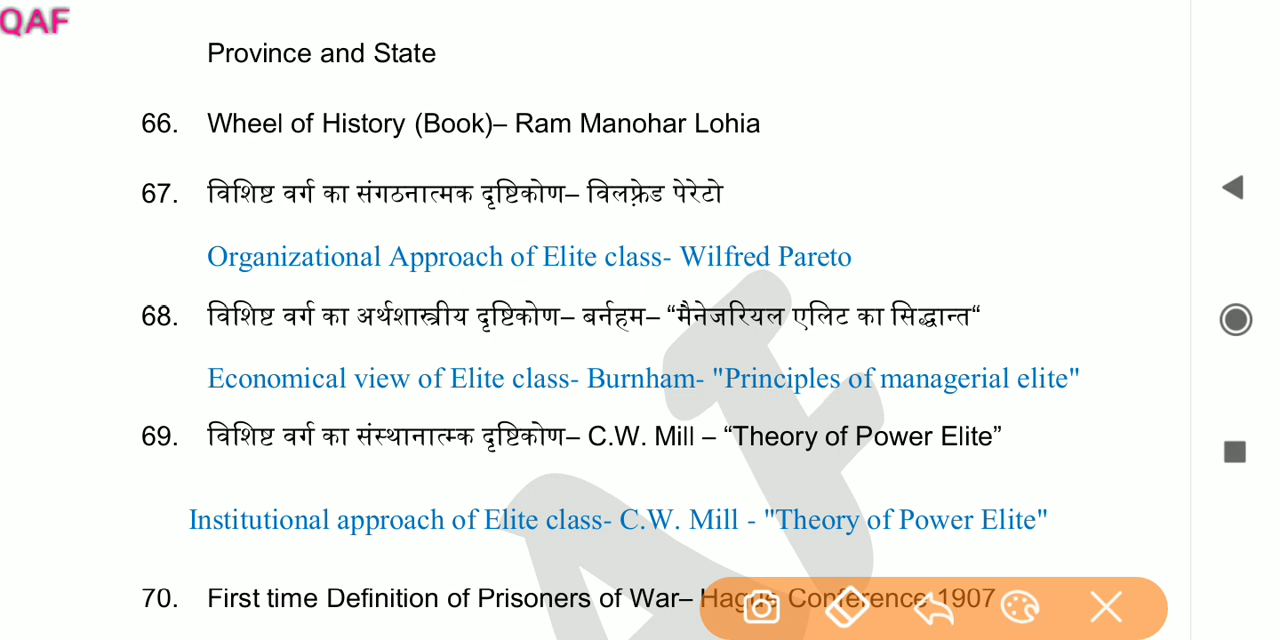 QAF
Province and State
66. Wheel of History (Book)– Ram Manohar Lohia
67. विशिष्ट वर्ग का संगठनात्मक दृष्टिकोण– विलफ़्रेड पेरेटो
Organizational Approach of Elite class- Wilfred Pareto
68. विशिष्ट वर्ग का अर्थशास्त्रीय दृष्टिकोण– बर्नहम– “मैनेजरियल एलिट का सिद्धान्त“
Economical view of Elite class- Burnham- "Principles of managerial elite"
69. विशिष्ट वर्ग का संस्थानात्म्क दृष्टिकोण– C.W. Mill – “Theory of Power Elite”
Institutional approach of Elite class- C.W. Mill - "Theory of Power Elite"
70. First time Definition of Prisoners of War– Hague Conference 1907